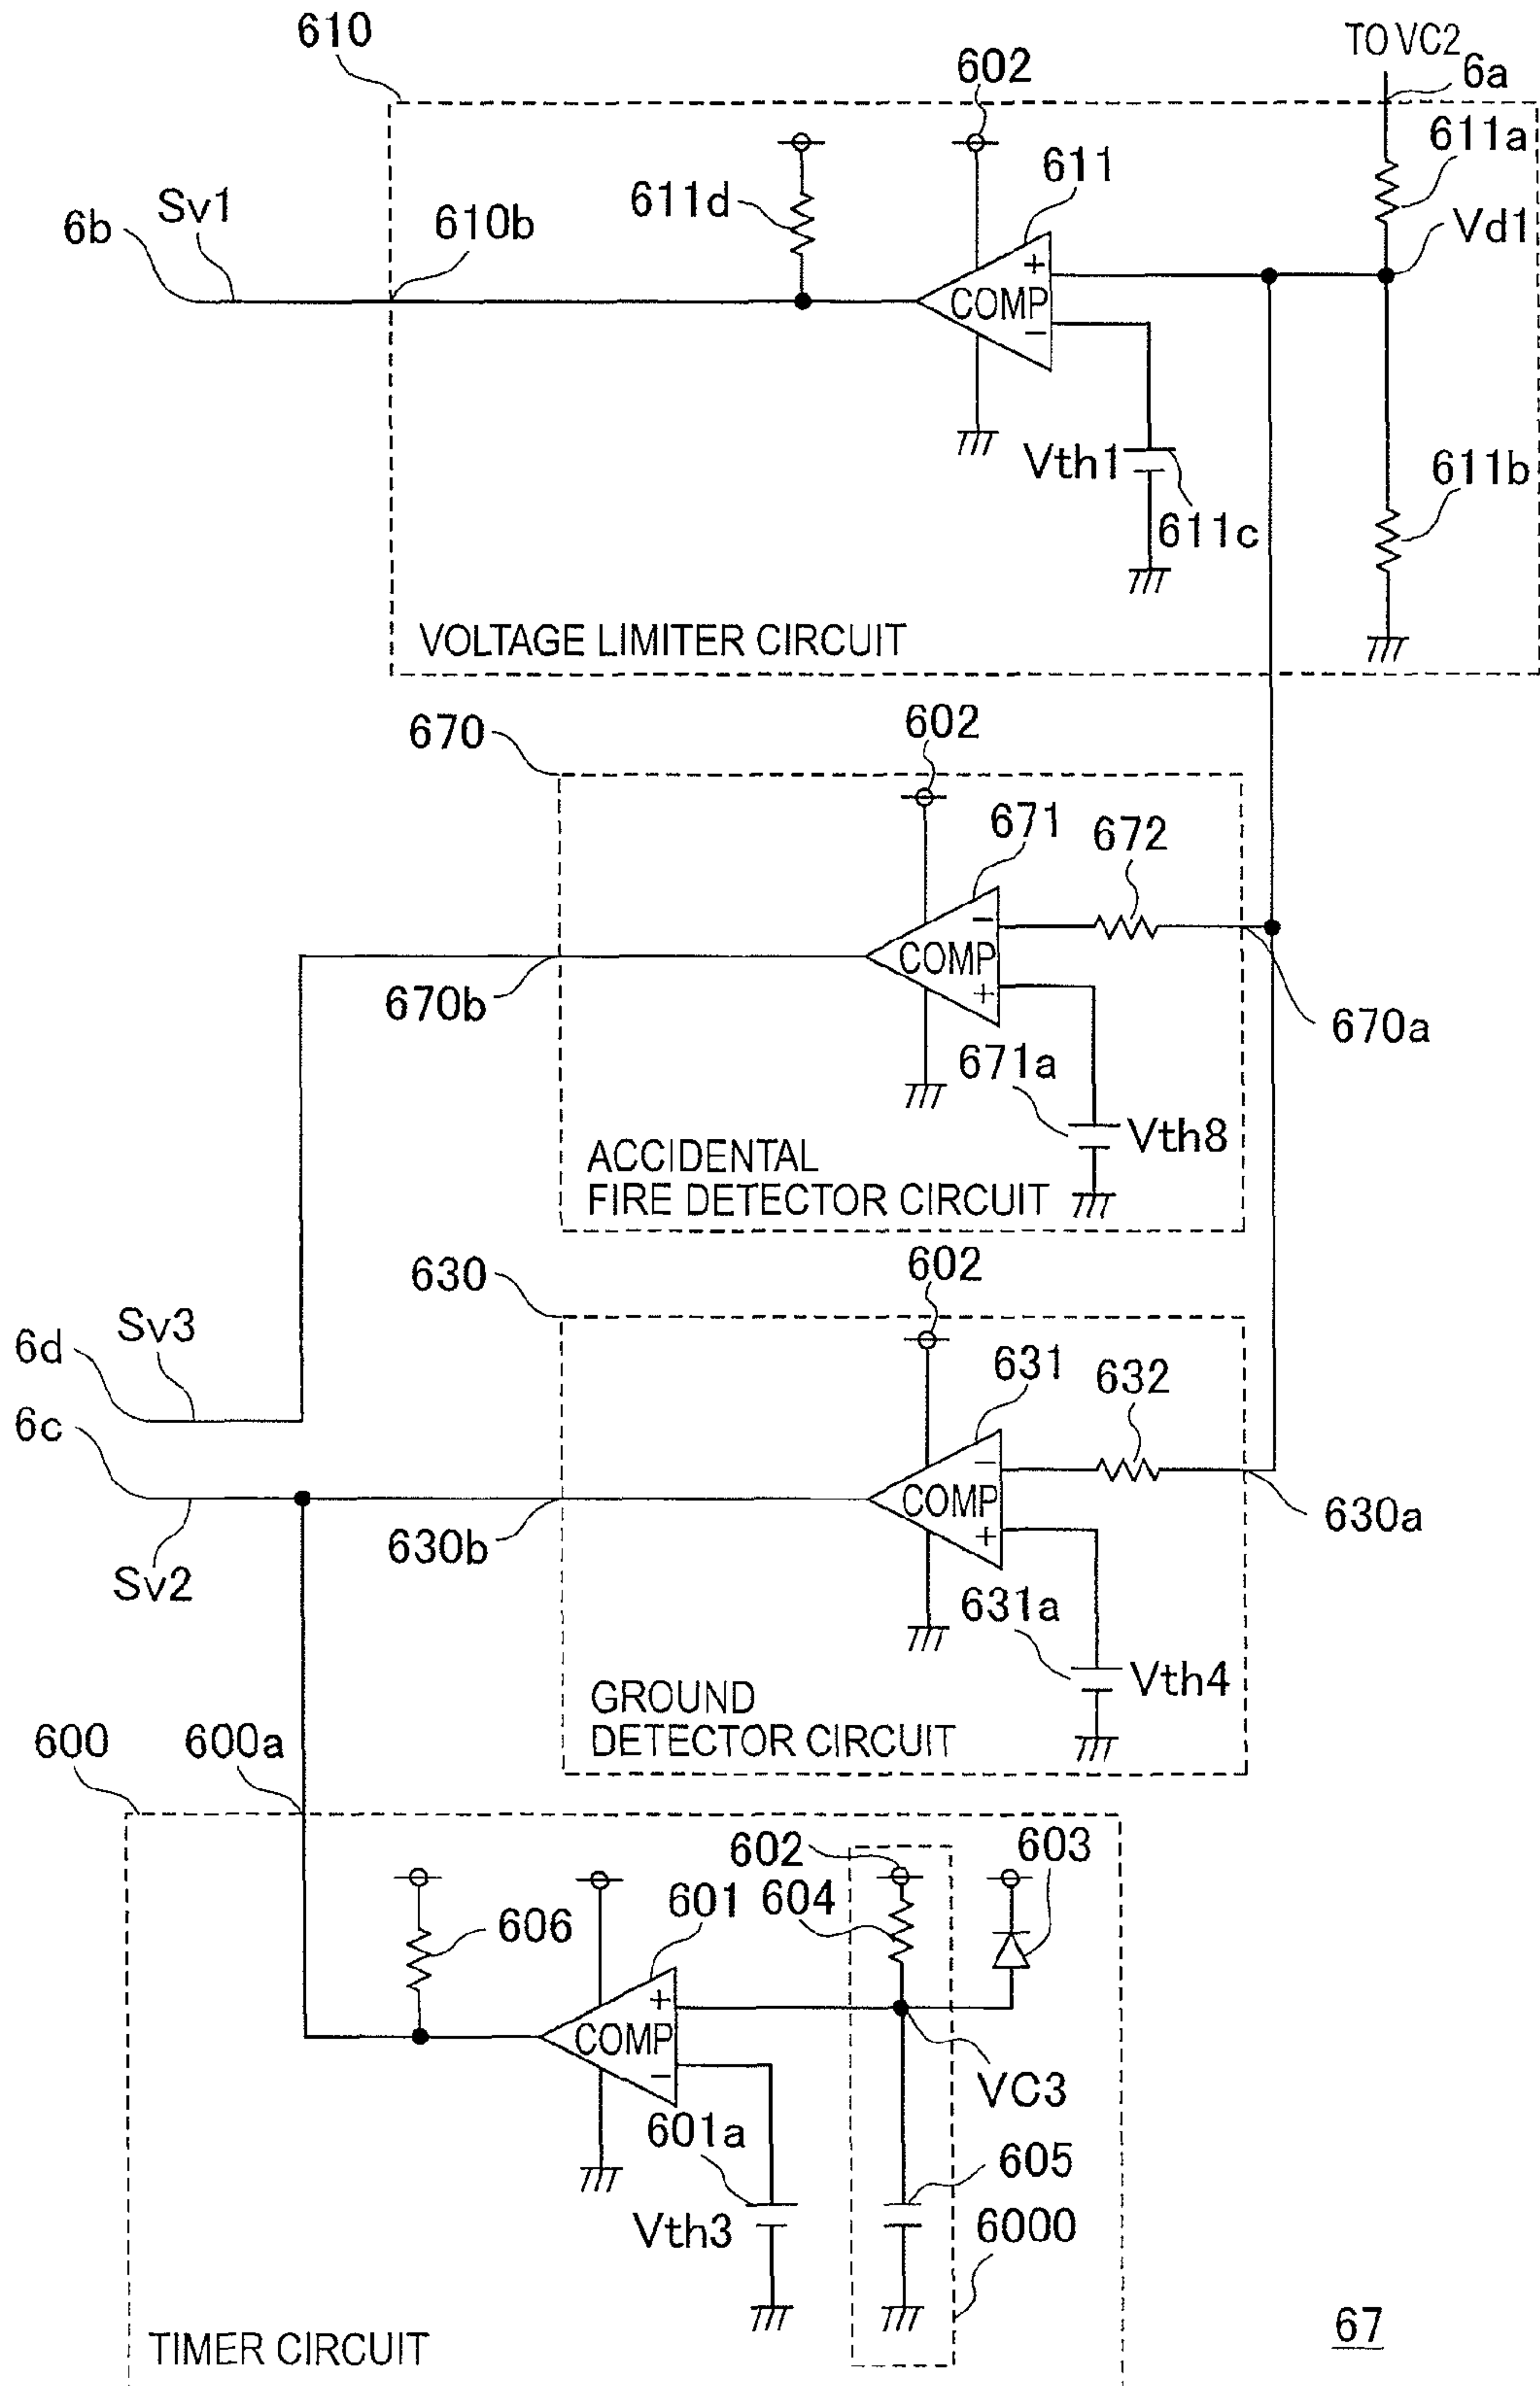 610
TO VC2
602
6a
611a
611
Sv1
611d
6b
610b
Vd1
+
COMP
−
Vth1
611b
611c
VOLTAGE LIMITER CIRCUIT
670
602
671
672
−
COMP
+
670b
670a
671a
Vth8
ACCIDENTAL
FIRE DETECTOR CIRCUIT
630
602
Sv3
6d
631
632
6c
−
COMP
+
630b
630a
Sv2
631a
Vth4
GROUND
DETECTOR CIRCUIT
600
600a
602
603
601
604
606
+
COMP
−
VC3
601a
605
Vth3
6000
67
TIMER CIRCUIT